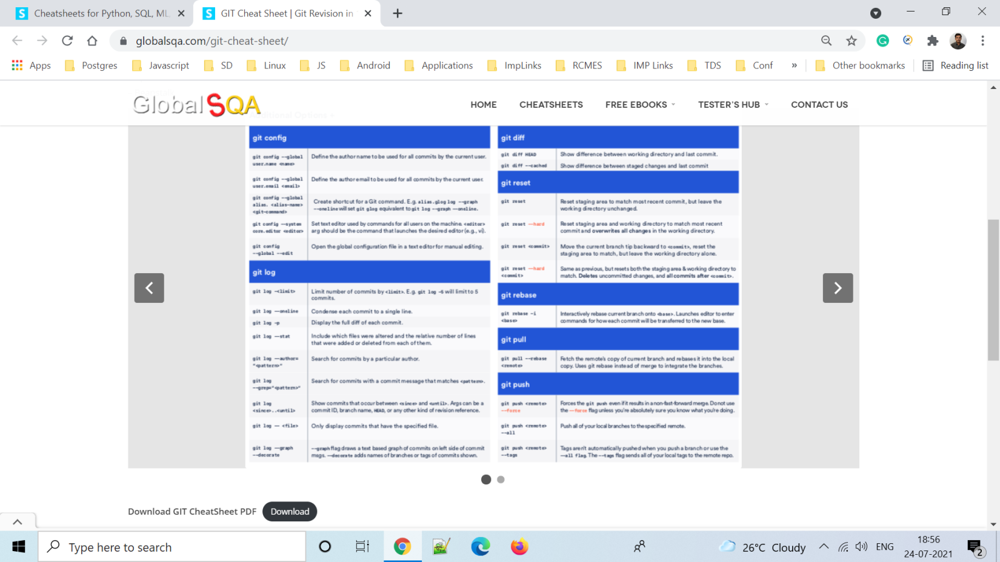 Cheatsheets for Python, SQL, ML
GIT Cheat Sheet | Git Revision in
globalsqa.com/git-cheat-sheet/
Apps
Postgres
Javascript
SD
Linux
JS
Android
Applications
ImpLinks
RCMES
IMP Links
TDS
Conf
»
Other bookmarks
Reading list
GlobalSQA
HOME
CHEATSHEETS
FREE EBOOKS
TESTER'S HUB
CONTACT US
git config
git config --global
user.name <name>
Define the author name to be used for all commits by the current user.
git config --global
user.email <email>
Define the author email to be used for all commits by the current user.
git config --global
alias. <alias-name>
<git-command>
Create shortcut for a Git command. E.g. alias.glog log --graph
--oneline will set git glog equivalent to git log --graph --oneline.
git config --system
core.editor <editor>
Set text editor used by commands for all users on the machine. <editor>
arg should be the command that launches the desired editor (e.g., vi).
git config
--global --edit
Open the global configuration file in a text editor for manual editing.
git log
git log -<limit>
Limit number of commits by <limit>. E.g. git log -5 will limit to 5
commits.
git log --oneline
Condense each commit to a single line.
git log -p
Display the full diff of each commit.
git log --stat
Include which files were altered and the relative number of lines
that were added or deleted from each of them.
git log --author=
"<pattern>"
Search for commits by a particular author.
git log
--grep="<pattern>"
Search for commits with a commit message that matches <pattern>.
git log
<since>..<until>
Show commits that occur between <since> and <until>. Args can be a
commit ID, branch name, HEAD, or any other kind of revision reference.
git log -- <file>
Only display commits that have the specified file.
git log --graph
--decorate
--graph flag draws a text based graph of commits on left side of commit
msgs. --decorate adds names of branches or tags of commits shown.
git diff
git diff HEAD
Show difference between working directory and last commit.
git diff --cached
Show difference between staged changes and last commit
git reset
git reset
Reset staging area to match most recent commit, but leave the
working directory unchanged.
git reset --hard
Reset staging area and working directory to match most recent
commit and overwrites all changes in the working directory.
git reset <commit>
Move the current branch tip backward to <commit>, reset the
staging area to match, but leave the working directory alone.
git reset --hard
<commit>
Same as previous, but resets both the staging area & working directory to
match. Deletes uncommitted changes, and all commits after <commit>.
git rebase
git rebase -i
<base>
Interactively rebase current branch onto <base>. Launches editor to enter
commands for how each commit will be transferred to the new base.
git pull
git pull --rebase
<remote>
Fetch the remote's copy of current branch and rebases it into the local
copy. Uses git rebase instead of merge to integrate the branches.
git push
git push <remote>
--force
Forces the git push even if it results in a non-fast-forward merge. Do not use
the --force flag unless you're absolutely sure you know what you're doing.
git push <remote>
--all
Push all of your local branches to the specified remote.
git push <remote>
--tags
Tags aren't automatically pushed when you push a branch or use the
--all flag. The --tags flag sends all of your local tags to the remote repo.
Download GIT CheatSheet PDF
Download
Type here to search
26°C Cloudy
ENG
18:56
24-07-2021
2